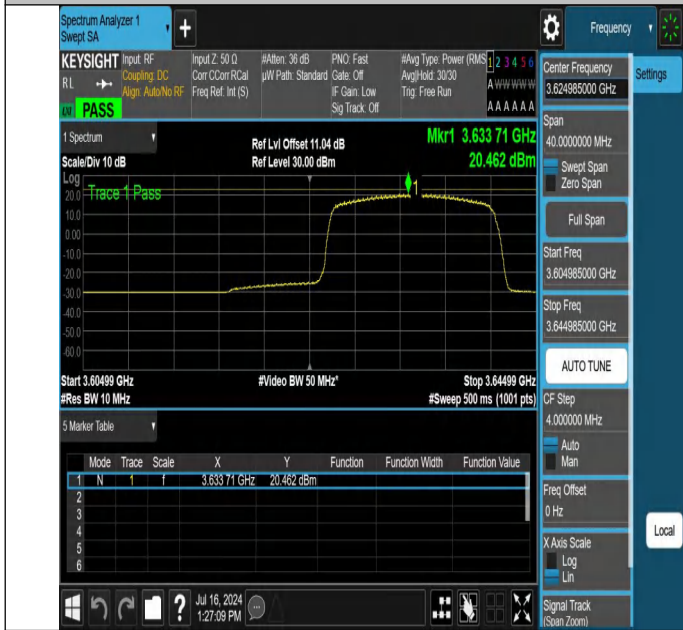 Spectrum Analyzer 1
Swept SA
Frequency
KEYSIGHT
RL
PASS
Input: RF
Coupling: DC
Align: Auto/No RF
Input Z: 50 Ω
Corr CCorr RCal
Freq Ref: Int (S)
#Atten: 36 dB
µW Path: Standard
PNO: Fast
Gate: Off
IF Gain: Low
Sig Track: Off
#Avg Type: Power (RMS
Avg|Hold: 30/30
Trig: Free Run
1 2 3 4 5 6
A W W W W W
A A A A A A
Center Frequency
3.624985000 GHz
Settings
Span
40.0000000 MHz
Swept Span
Zero Span
Full Span
Start Freq
3.604985000 GHz
Stop Freq
3.644985000 GHz
AUTO TUNE
CF Step
4.000000 MHz
Auto
Man
Freq Offset
0 Hz
X Axis Scale
Log
Lin
Signal Track
(Span Zoom)
Local
1 Spectrum
Scale/Div 10 dB
Ref Lvl Offset 11.04 dB
Ref Level 30.00 dBm
Mkr1 3.633 71 GHz
20.462 dBm
Log
Trace 1 Pass
1
20.0
10.0
0.00
-10.0
-20.0
-30.0
-40.0
-50.0
-60.0
Start 3.60499 GHz
#Res BW 10 MHz
#Video BW 50 MHz*
Stop 3.64499 GHz
#Sweep 500 ms (1001 pts)
5 Marker Table
Mode Trace Scale X Y Function Function Width Function Value
1 N 1 f 3.633 71 GHz 20.462 dBm
2
3
4
5
6
?
Jul 16, 2024
1:27:09 PM